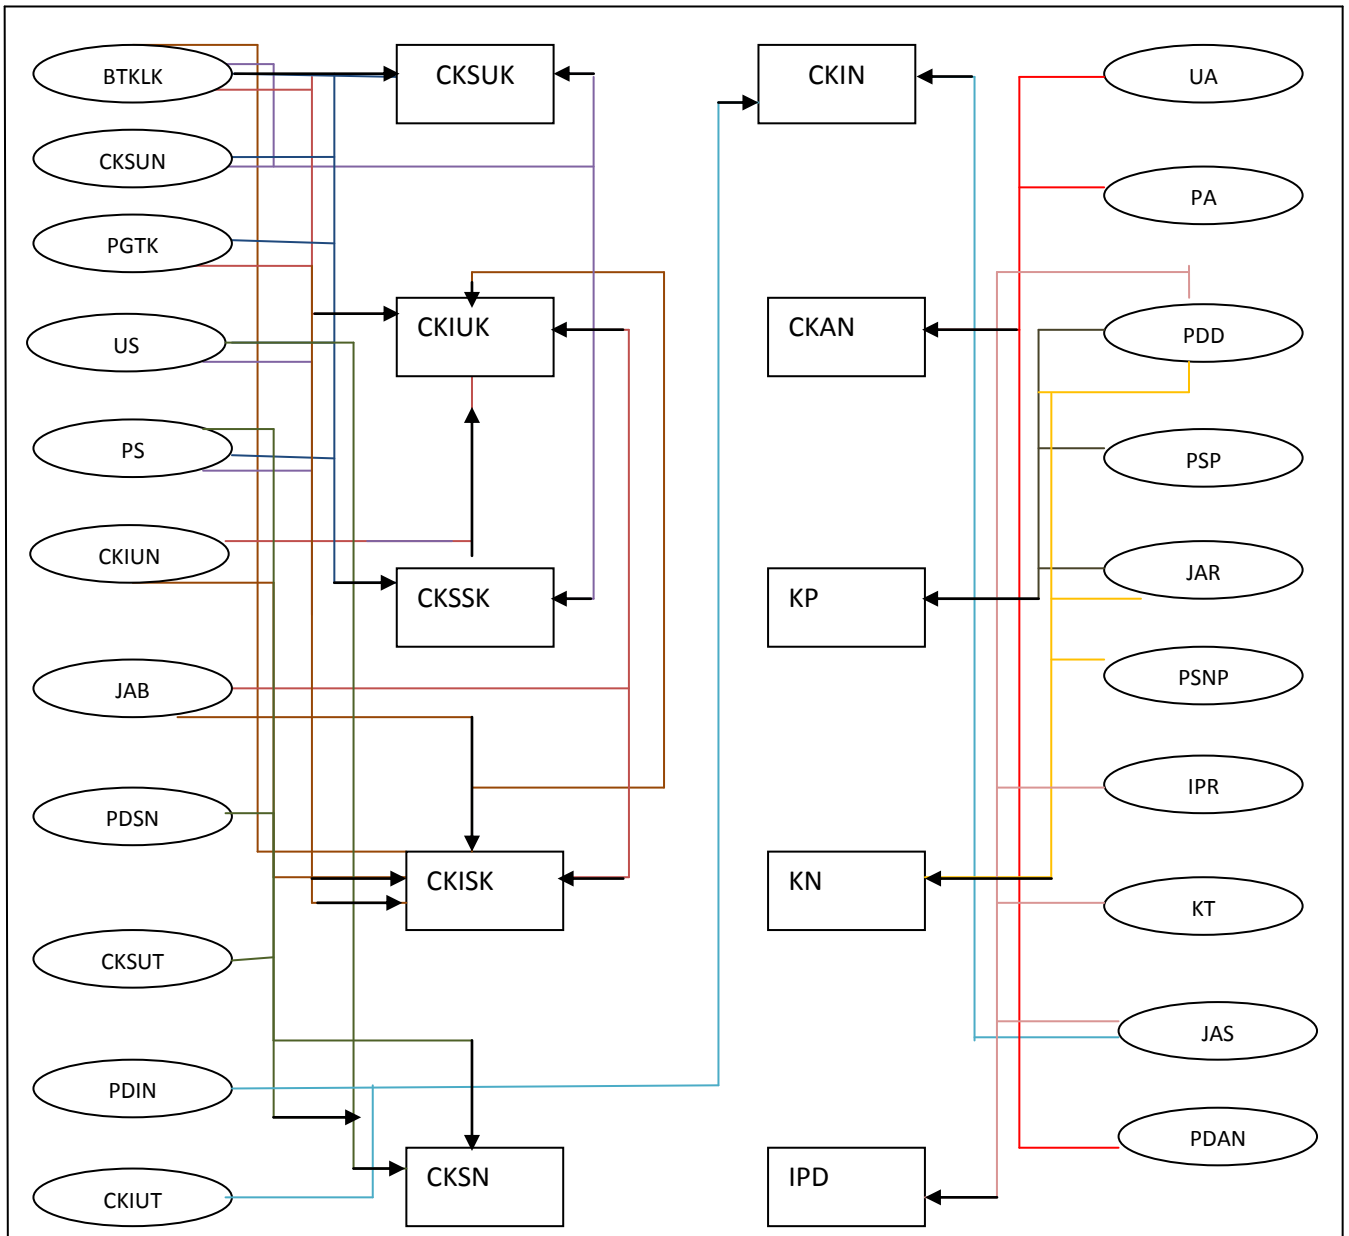 BTKLK
CKSUK
CKIN
UA
CKSUN
PA
PGTK
CKIUK
CKAN
US
PDD
PS
PSP
CKIUN
CKSSK
KP
JAR
JAB
PSNP
PDSN
IPR
CKISK
KN
KT
CKSUT
JAS
PDIN
PDAN
CKSN
IPD
CKIUT